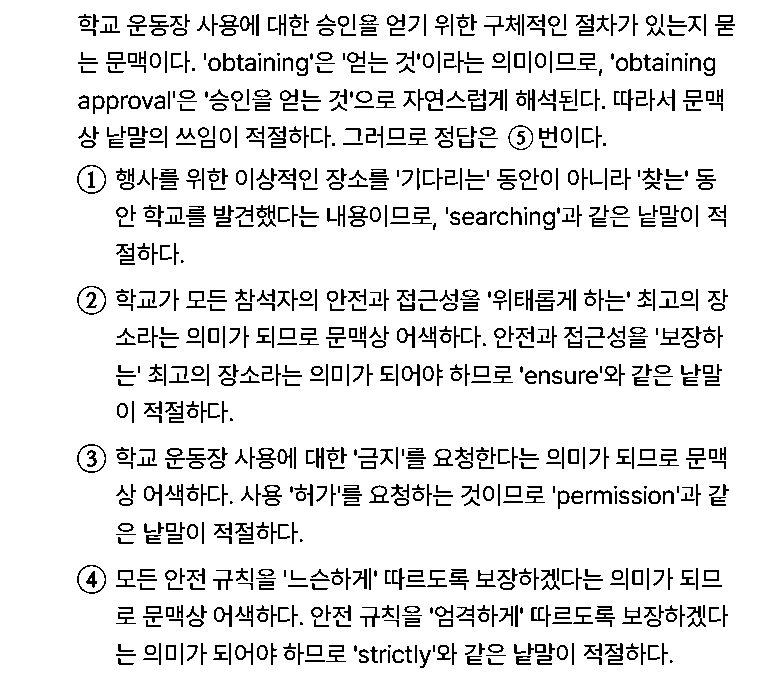 학교 운동장 사용에 대한 승인을 얻기 위한 구체적인 절차가 있는지 묻
는 문맥이다. 'obtaining'은 '얻는 것'이라는 의미이므로, 'obtaining
approval'은 '승인을 얻는 것'으로 자연스럽게 해석된다. 따라서 문맥
상 낱말의 쓰임이 적절하다. 그러므로 정답은 ⑤번이다.
① 행사를 위한 이상적인 장소를 '기다리는' 동안이 아니라 '찾는' 동
안 학교를 발견했다는 내용이므로, 'searching'과 같은 낱말이 적
절하다.
② 학교가 모든 참석자의 안전과 접근성을 '위태롭게 하는' 최고의 장
소라는 의미가 되므로 문맥상 어색하다. 안전과 접근성을 '보장하
는' 최고의 장소라는 의미가 되어야 하므로 'ensure'와 같은 낱말
이 적절하다.
③ 학교 운동장 사용에 대한 '금지'를 요청한다는 의미가 되므로 문맥
상 어색하다. 사용 '허가'를 요청하는 것이므로 'permission'과 같
은 낱말이 적절하다.
④ 모든 안전 규칙을 '느슨하게' 따르도록 보장하겠다는 의미가 되므
로 문맥상 어색하다. 안전 규칙을 '엄격하게' 따르도록 보장하겠다
는 의미가 되어야 하므로 'strictly'와 같은 낱말이 적절하다.